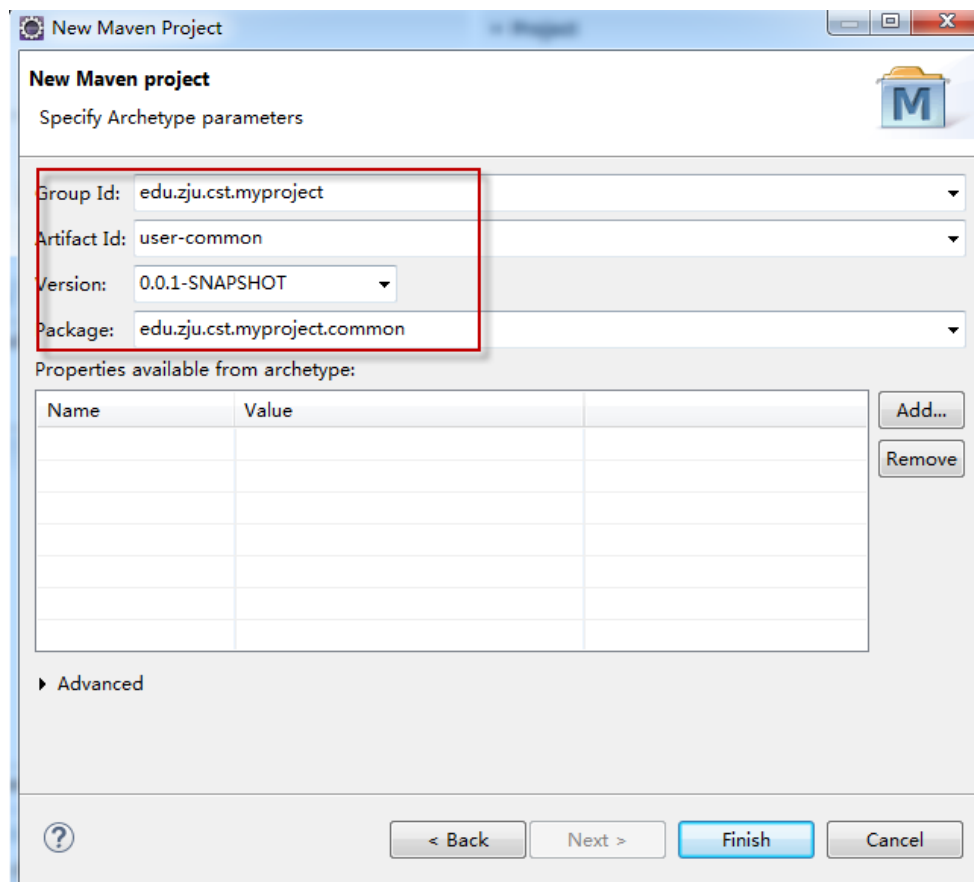 New Maven Project
New Maven project
Specify Archetype parameters
M
Group Id: edu.zju.cst.myproject
Artifact Id: user-common
Version: 0.0.1-SNAPSHOT
Package: edu.zju.cst.myproject.common
Properties available from archetype:
Name Value
Add...
Remove
Advanced
? < Back Next > Finish Cancel